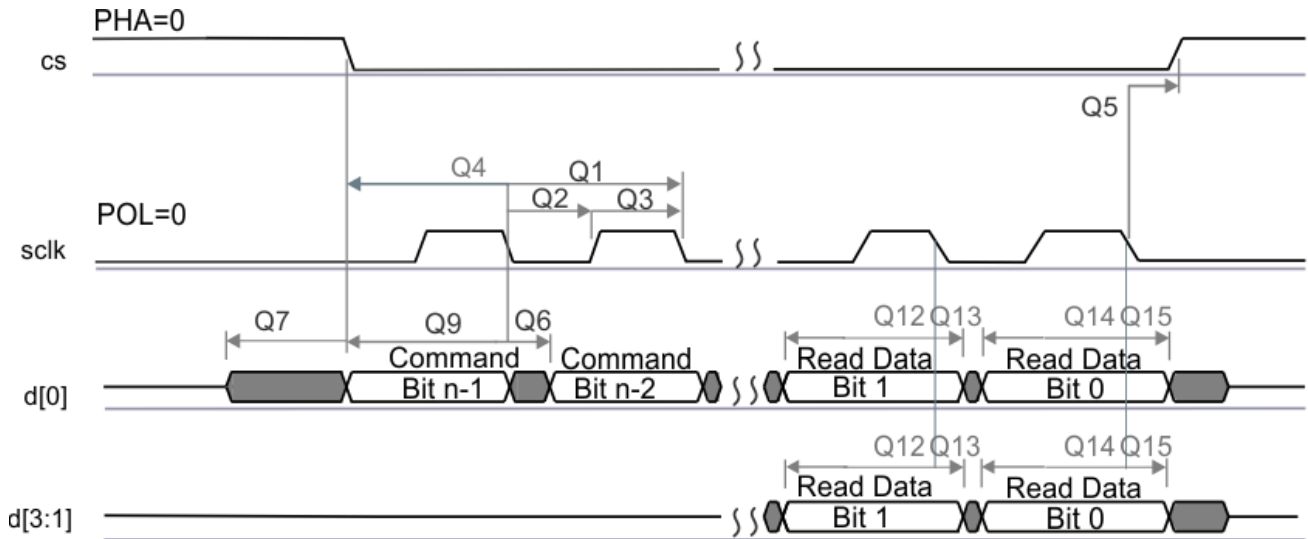 PHA=0
cs
Q5
Q4 Q1
Q2 Q3
POL=0
sclk
Q7 Q9 Q6 Q12 Q13 Q14 Q15
Command Command Read Data Read Data
d[0] Bit n-1 Bit n-2 Bit 1 Bit 0
Q12 Q13 Q14 Q15
Read Data Read Data
d[3:1] Bit 1 Bit 0